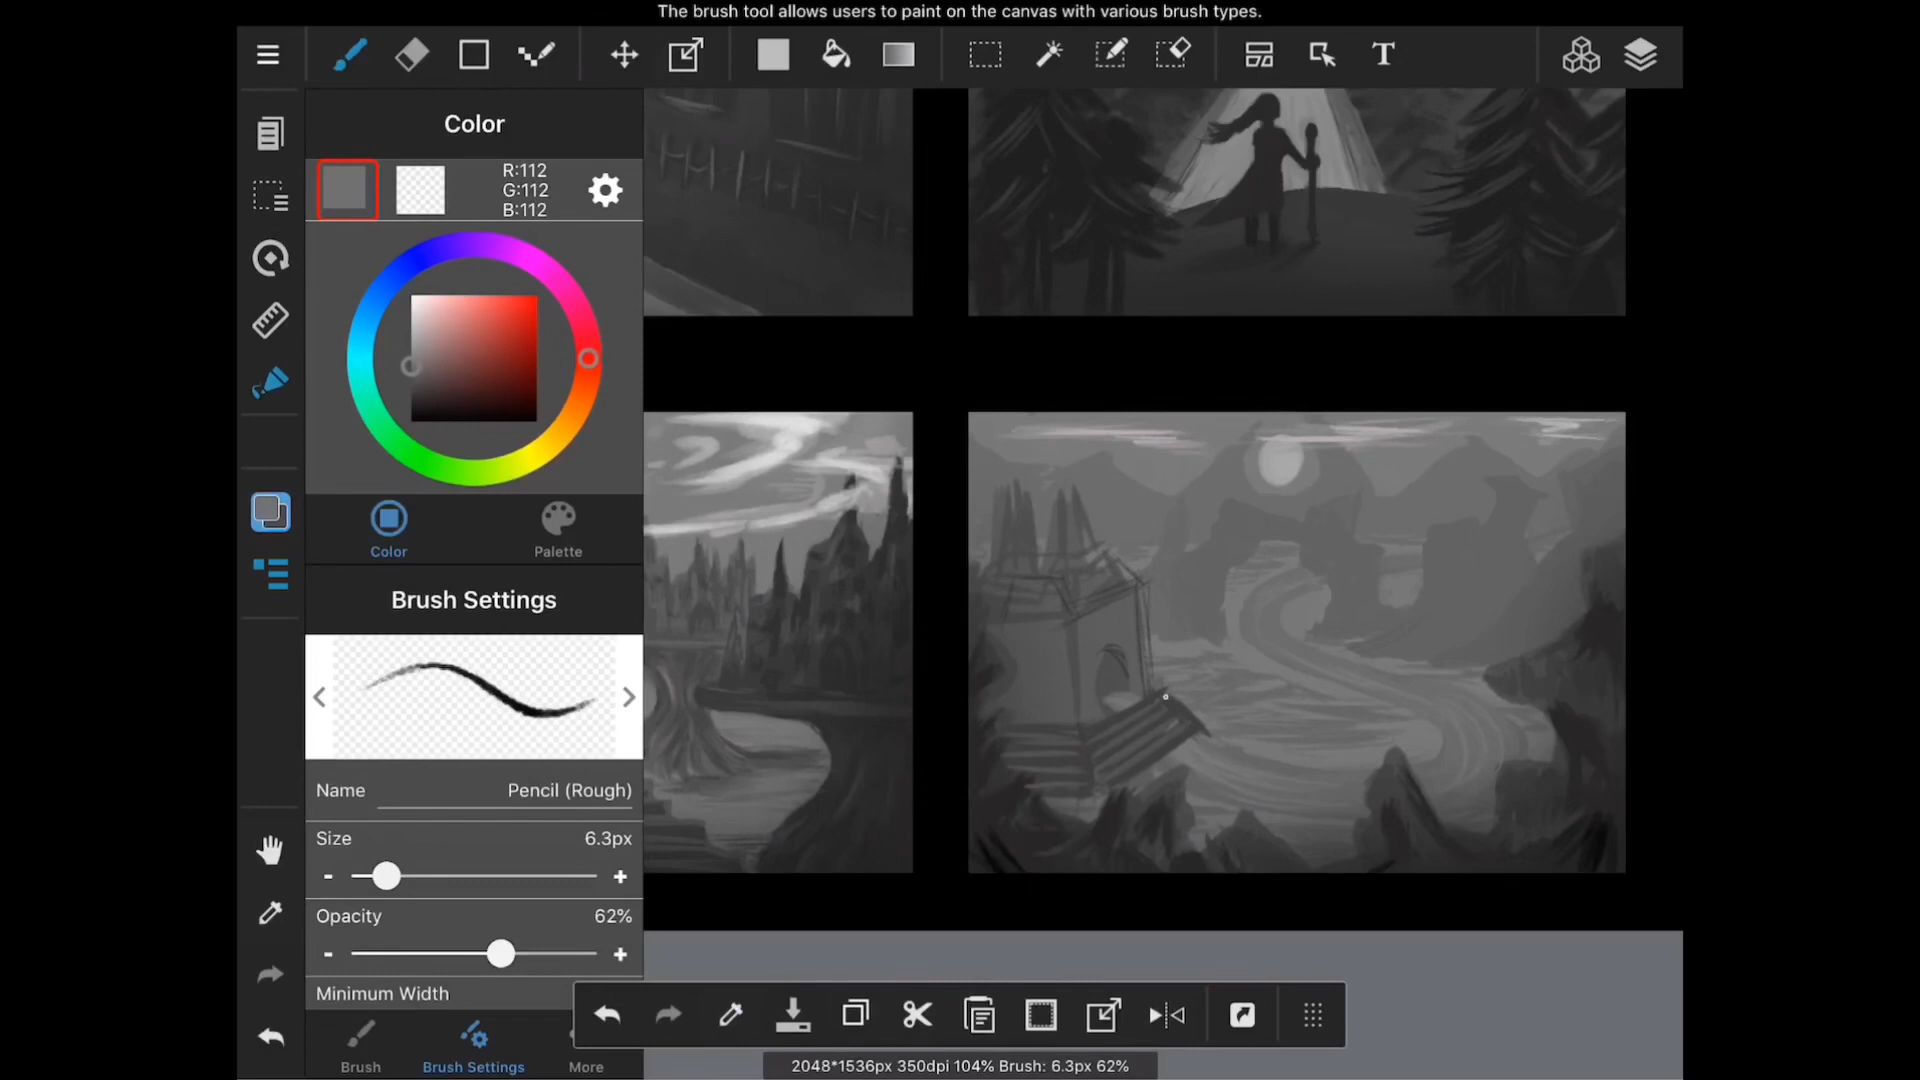 The brush tool allows users to paint on the canvas with various brush types.
T
Color
R:112
G:112
B:112
Color
Palette
Brush Settings
Name
Pencil (Rough)
Size
6.3px
-
+
Opacity
62%
-
+
Minimum Width
Brush
Brush Settings
More
2048*1536px 350dpi 104% Brush: 6.3px 62%